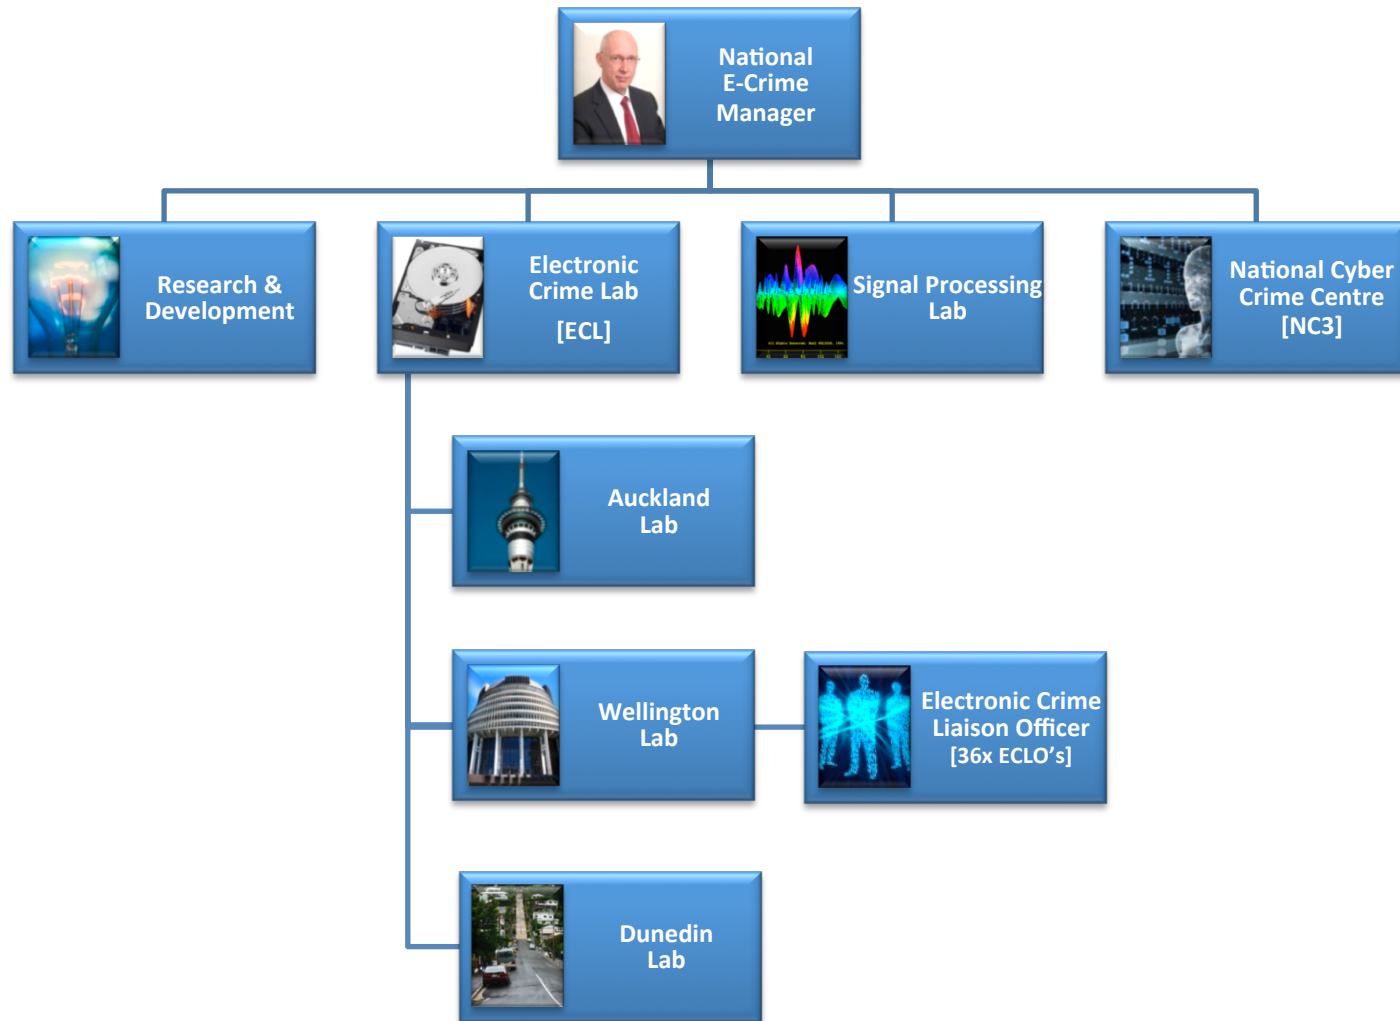 National
E-Crime
Manager
Research &
Development
Electronic
Crime Lab
[ECL]
Signal Processing
Lab
National Cyber
Crime Centre
[NC3]
Auckland
Lab
Wellington
Lab
Electronic Crime
Liaison Officer
[36x ECLO's]
Dunedin
Lab